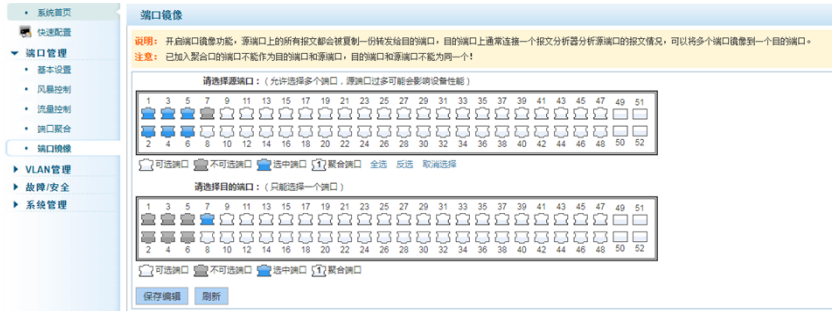 系统首页
快速配置
端口管理
基本设置
风暴控制
流量控制
端口聚合
端口镜像
VLAN管理
故障/安全
系统管理
端口镜像
说明： 开启端口镜像功能，源端口上的所有报文都会被复制一份转发给目的端口，目的端口上通常连接一个报文分析器分析源端口的报文情况，可以将多个端口镜像到一个目的端口。
注意： 已加入聚合口的端口不能作为目的端口和源端口，目的端口和源端口不能为同一个！
请选择源端口：（允许选择多个端口，源端口过多可能会影响设备性能）
1 3 5 7 9 11 13 15 17 19 21 23 25 27 29 31 33 35 37 39 41 43 45 47 49 51
2 4 6 8 10 12 14 16 18 20 22 24 26 28 30 32 34 36 38 40 42 44 46 48 50 52
可选端口 不可选端口 选中端口 1 聚合端口 全选 反选 取消选择
请选择目的端口：（只能选择一个端口）
1 3 5 7 9 11 13 15 17 19 21 23 25 27 29 31 33 35 37 39 41 43 45 47 49 51
2 4 6 8 10 12 14 16 18 20 22 24 26 28 30 32 34 36 38 40 42 44 46 48 50 52
可选端口 不可选端口 选中端口 1 聚合端口
保存编辑 刷新